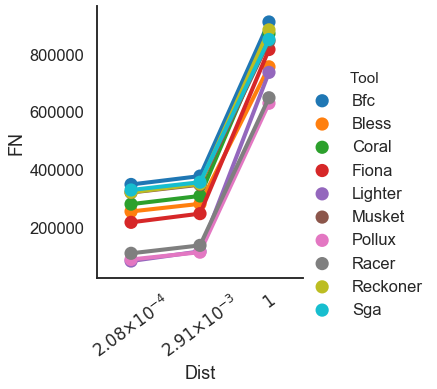 FN
800000
600000
400000
200000
2.08×10⁻⁴
2.91×10⁻³
1
Dist
Tool
Bfc
Bless
Coral
Fiona
Lighter
Musket
Pollux
Racer
Reckoner
Sga